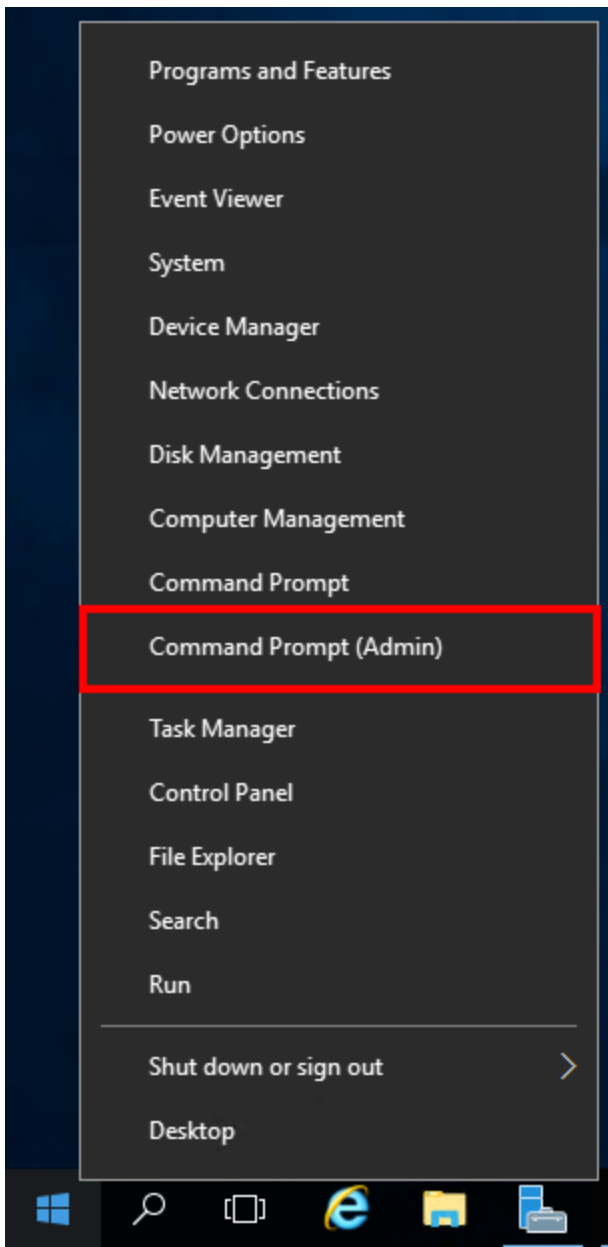 Programs and Features
Power Options
Event Viewer
System
Device Manager
Network Connections
Disk Management
Computer Management
Command Prompt
Command Prompt (Admin)
Task Manager
Control Panel
File Explorer
Search
Run
Shut down or sign out
Desktop